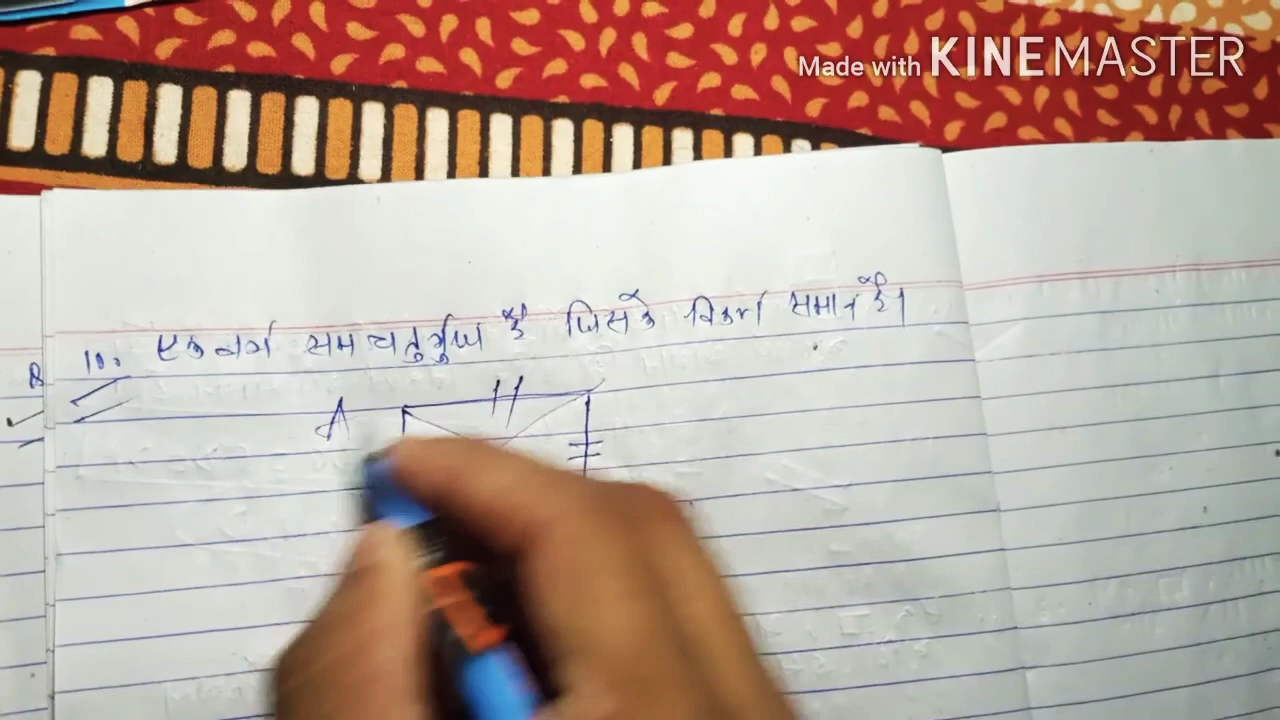 Made with KINEMASTER
10. एक वर्ग समचतुर्भुज है जिसके विकर्ण समान है।
A